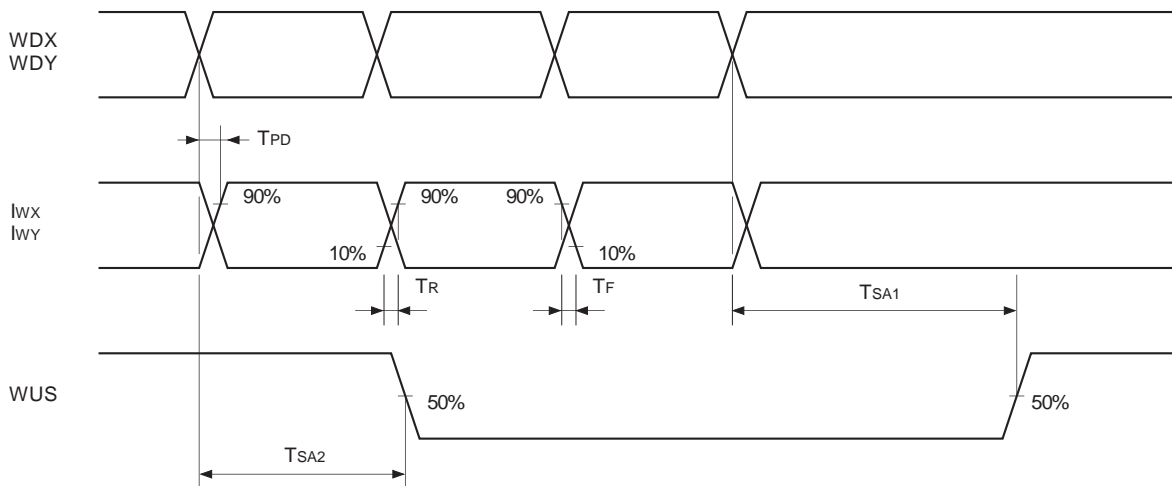 WDX
WDY
TPD
90%
90%
90%
IWX
IWY
10%
10%
TR
TF
TSA1
WUS
50%
50%
TSA2